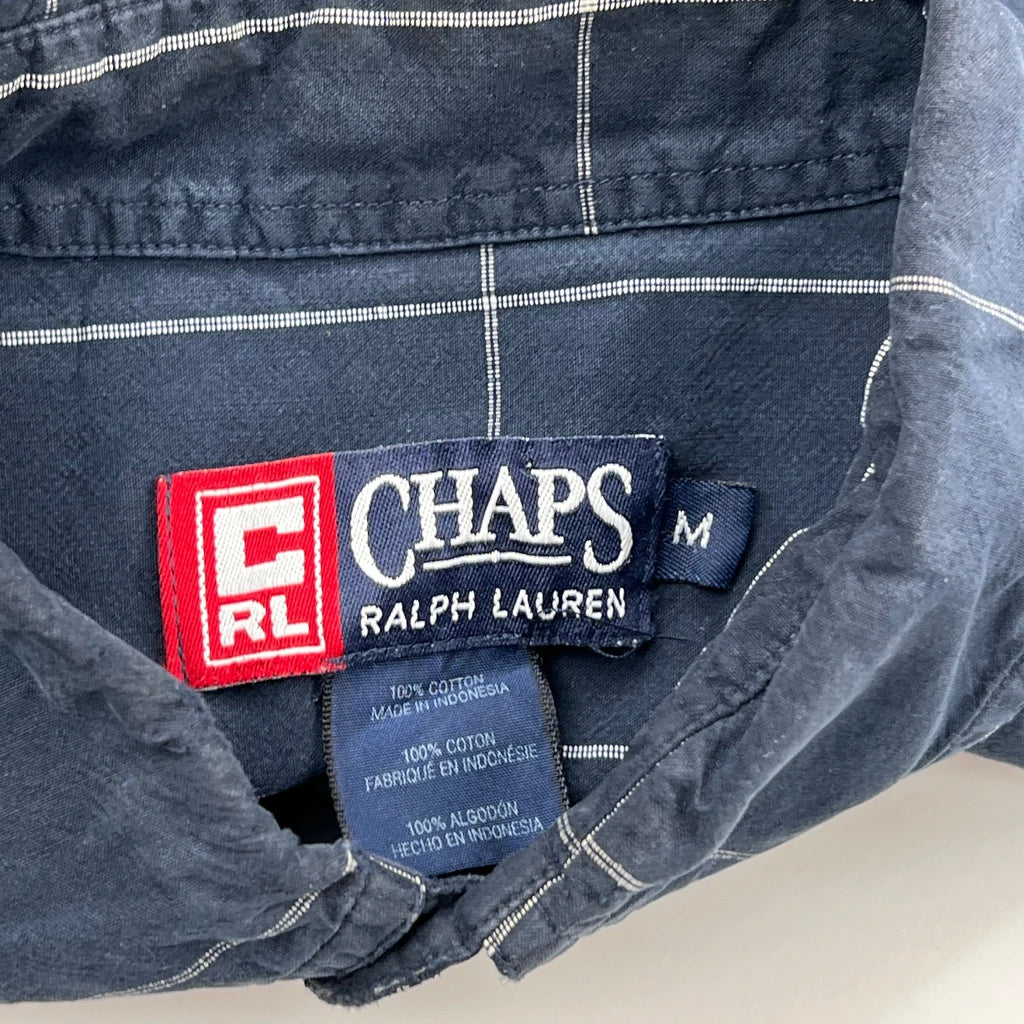 C
RL
CHAPS
RALPH LAUREN
M
100% COTTON
MADE IN INDONESIA
100% COTON
FABRIQUÉ EN INDONÉSIE
100% ALGODÓN
HECHO EN INDONESIA